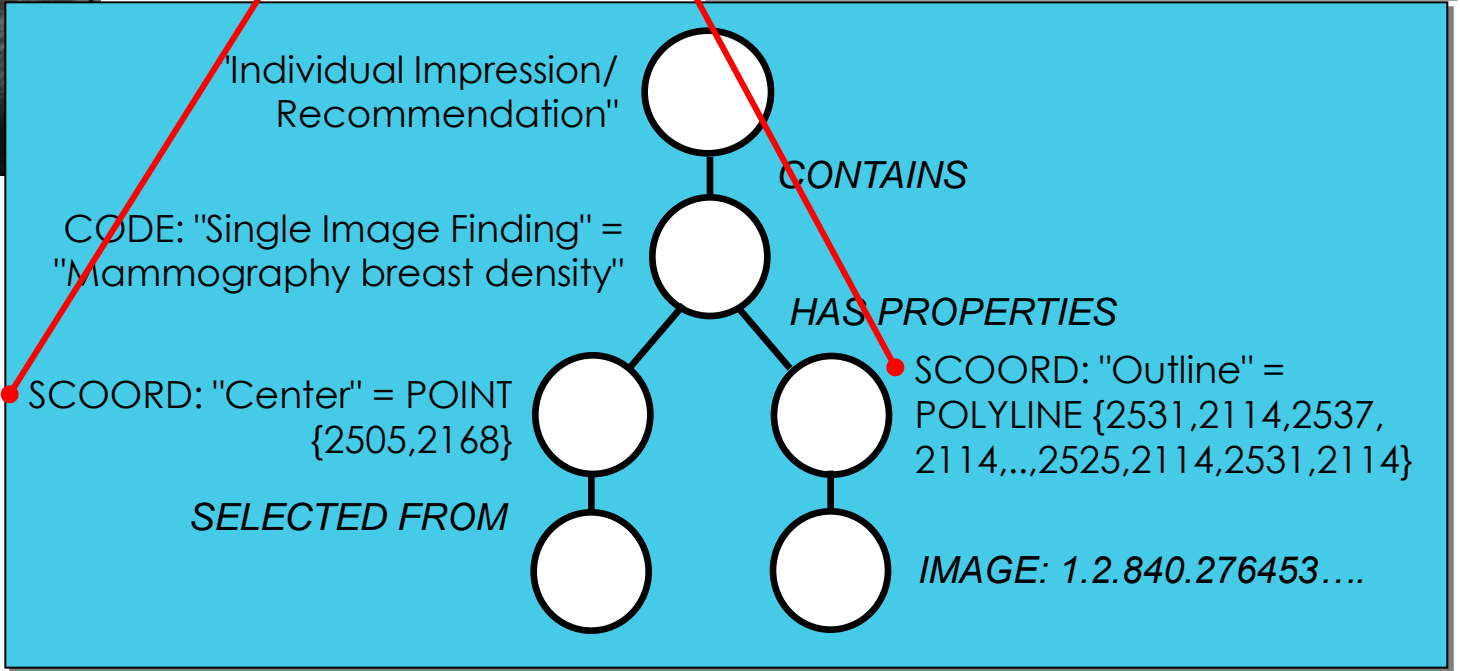 "Individual Impression/
Recommendation"
CONTAINS
CODE: "Single Image Finding" =
"Mammography breast density"
HAS PROPERTIES
SCOORD: "Center" = POINT
{2505,2168}
SCOORD: "Outline" =
POLYLINE {2531,2114,2537,
2114,..,2525,2114,2531,2114}
SELECTED FROM
IMAGE: 1.2.840.276453....